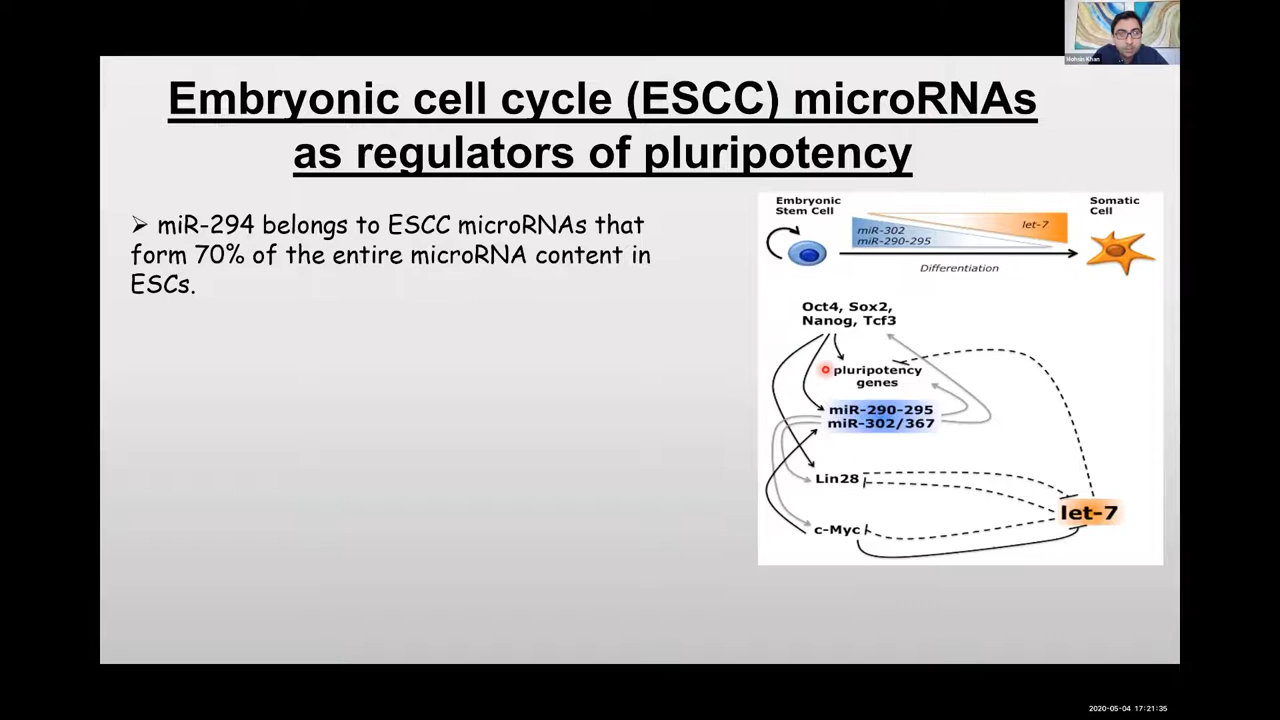 Embryonic cell cycle (ESCC) microRNAs
as regulators of pluripotency
➢ miR-294 belongs to ESCC microRNAs that
form 70% of the entire microRNA content in
ESCs.
Embryonic
Stem Cell
Somatic
Cell
let-7
miR-302
miR-290-295
Differentiation
Oct4, Sox2,
Nanog, Tcf3
pluripotency
genes
miR-290-295
miR-302/367
Lin28
let-7
c-Myc
Khan
2020-05-04 17:21:35